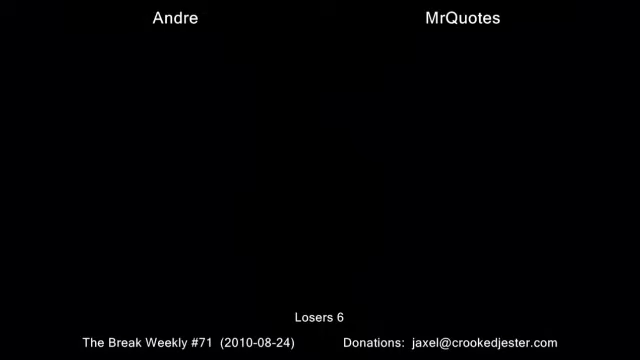 Andre MrQuotes
Losers 6
The Break Weekly #71 (2010-08-24) Donations: jaxel@crookedjester.com